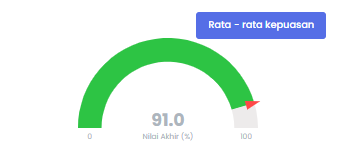 Rata - rata kepuasan
91.0
0
Nilai Akhir (%)
100